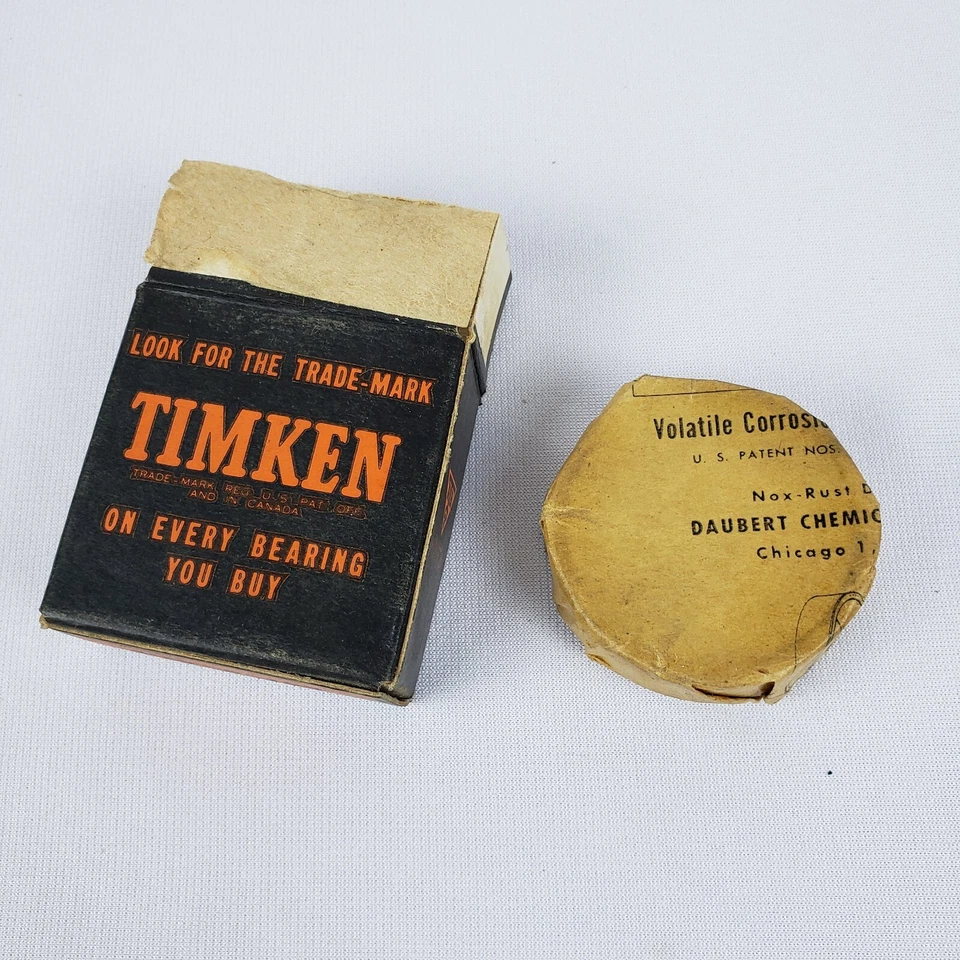 LOOK FOR THE TRADE-MARK
TIMKEN
TRADE-MARK REG. U.S. PAT. OFF.
AND IN CANADA
ON EVERY BEARING
YOU BUY
Volatile Corrosi
U. S. PATENT NOS.
Nox-Rust D
DAUBERT CHEMIC
Chicago 1,